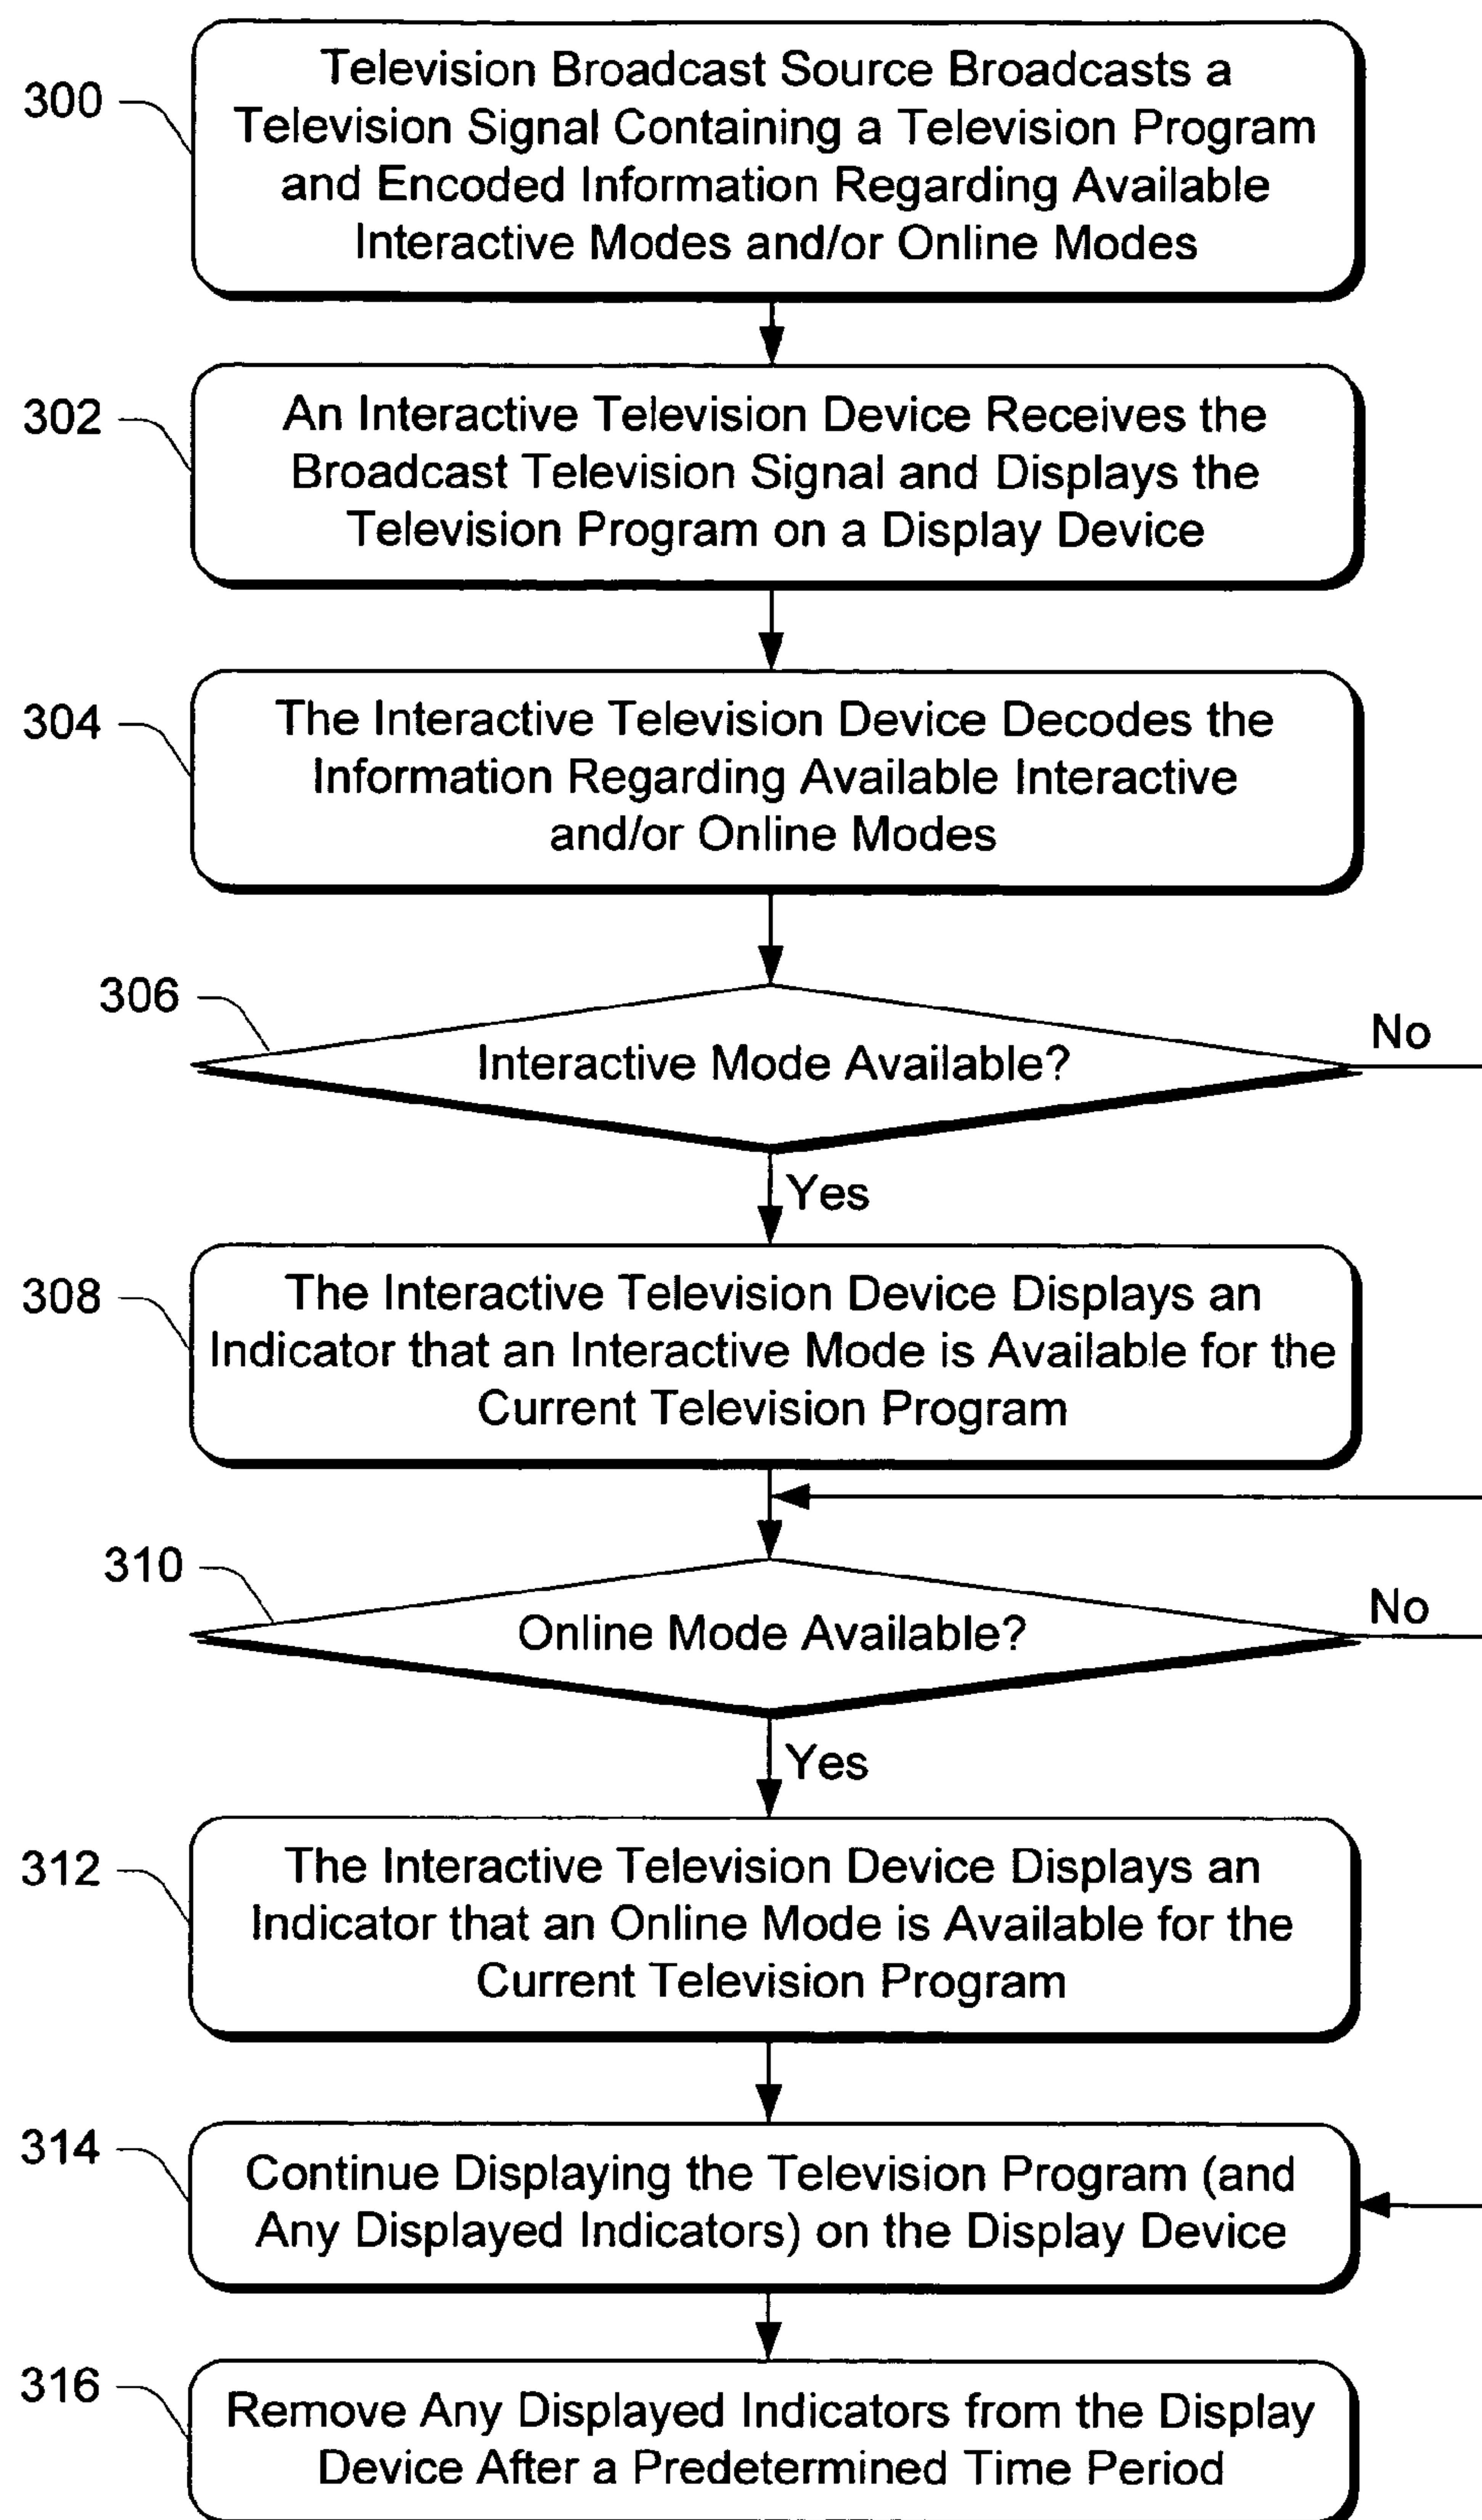 300
Television Broadcast Source Broadcasts a
Television Signal Containing a Television Program
and Encoded Information Regarding Available
Interactive Modes and/or Online Modes
302
An Interactive Television Device Receives the
Broadcast Television Signal and Displays the
Television Program on a Display Device
304
The Interactive Television Device Decodes the
Information Regarding Available Interactive
and/or Online Modes
306
Interactive Mode Available?
No
Yes
308
The Interactive Television Device Displays an
Indicator that an Interactive Mode is Available for the
Current Television Program
310
Online Mode Available?
No
Yes
312
The Interactive Television Device Displays an
Indicator that an Online Mode is Available for the
Current Television Program
314
Continue Displaying the Television Program (and
Any Displayed Indicators) on the Display Device
316
Remove Any Displayed Indicators from the Display
Device After a Predetermined Time Period